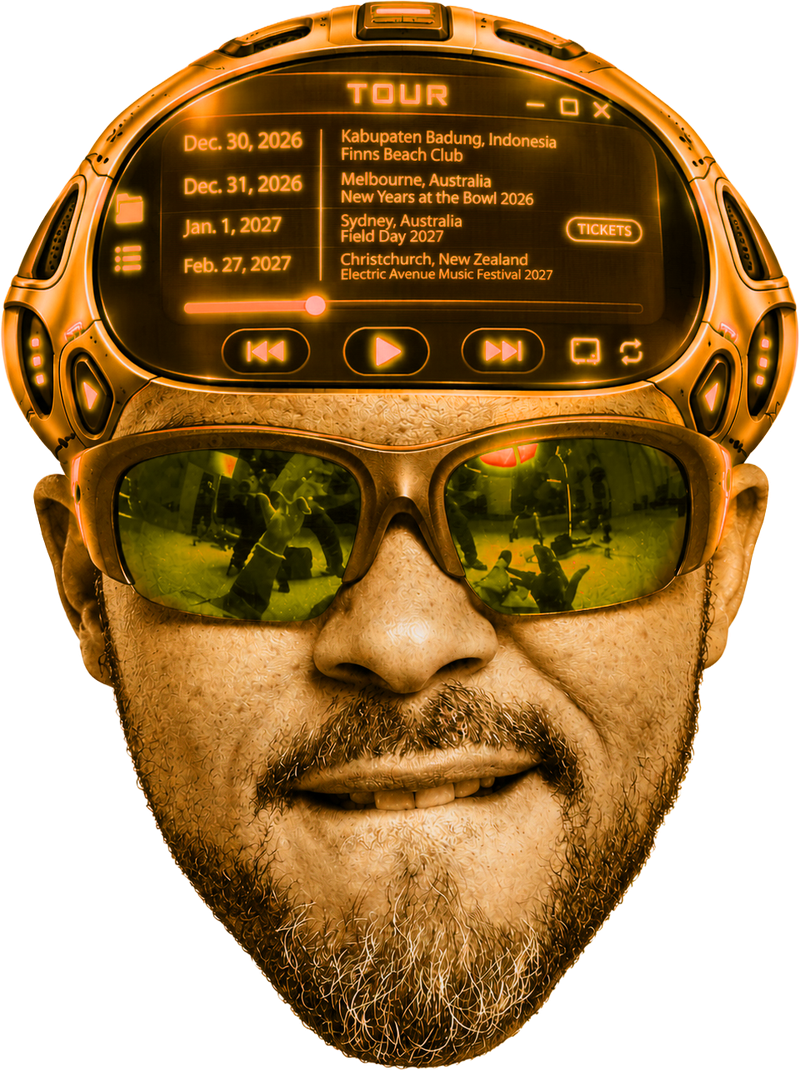 TOUR
Dec. 30, 2026
Kabupaten Badung, Indonesia
Finns Beach Club
Dec. 31, 2026
Melbourne, Australia
New Years at the Bowl 2026
Jan. 1, 2027
Sydney, Australia
Field Day 2027
TICKETS
Feb. 27, 2027
Christchurch, New Zealand
Electric Avenue Music Festival 2027